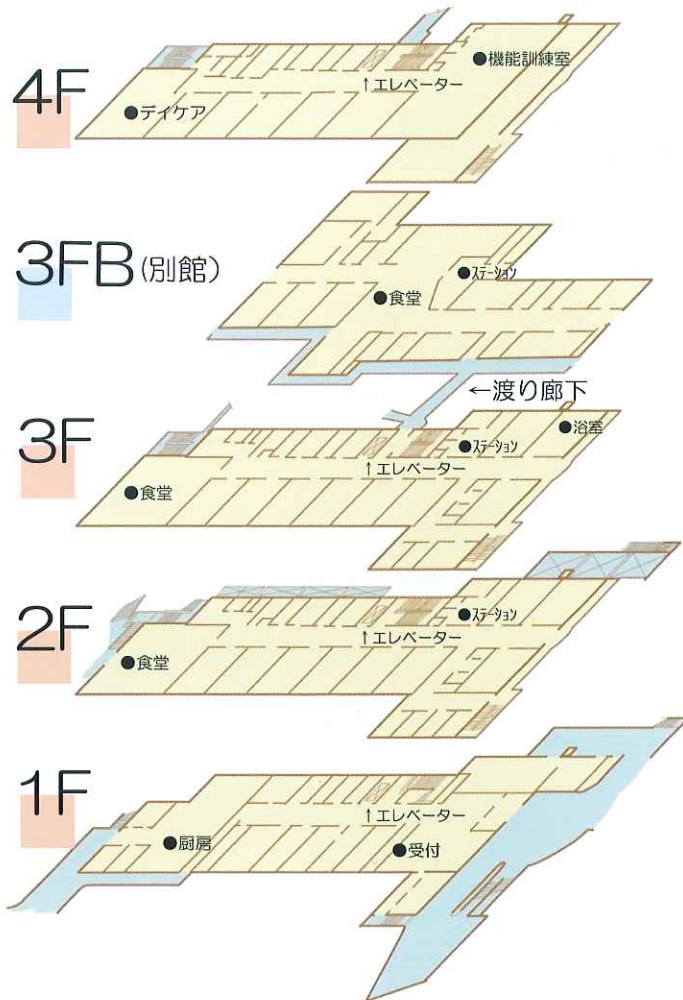 4F
●機能訓練室
↑エレベーター
●デイケア
3FB(別館)
●ステーション
●食堂
←渡り廊下
3F
●浴室
●ステーション
↑エレベーター
●食堂
2F
●ステーション
↑エレベーター
●食堂
1F
↑エレベーター
●厨房
●受付